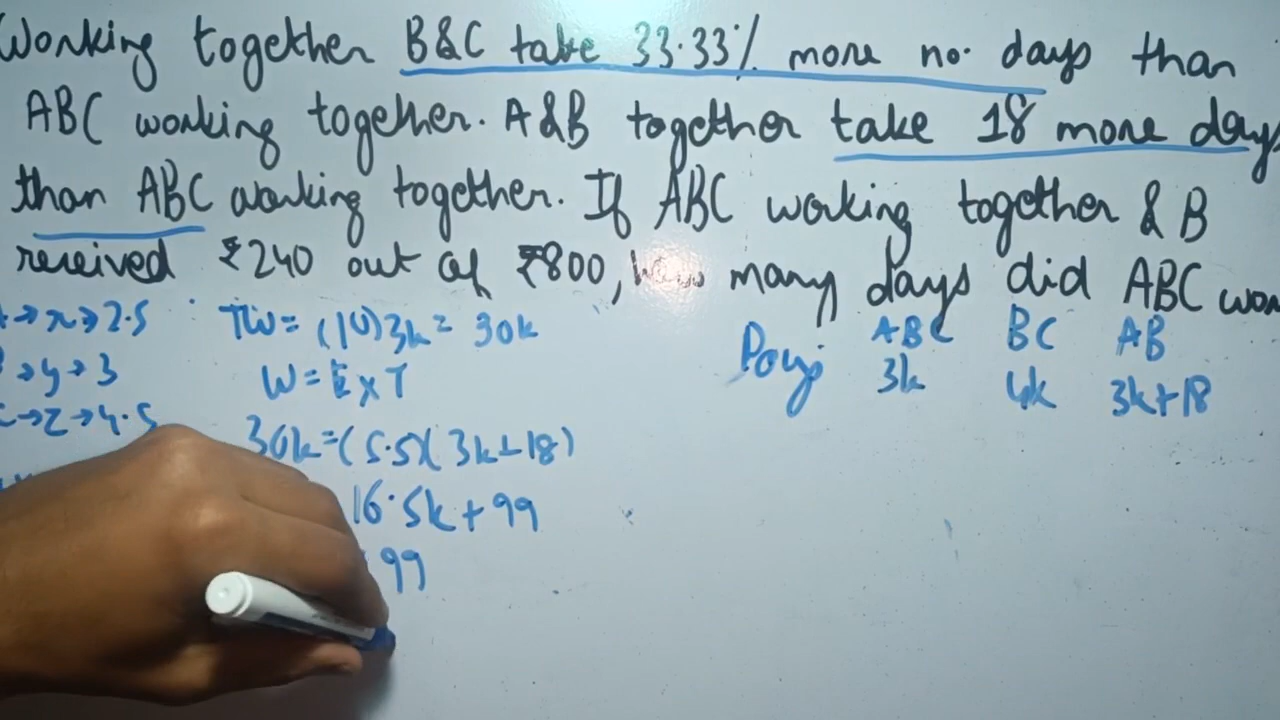 Working together B&C take 33.33% more no. days than
ABC working together. A&B together take 18 more days
than ABC working together. If ABC working together & B
received ₹240 out of ₹800, how many days did ABC
→x→2.5 TW= (10)3k= 30k ABC BC AB
→y→3 W=ExT Days 3k 4k 3k+18
→z→4.5 30k=(5.5)(3k+18)
16.5k+99
99